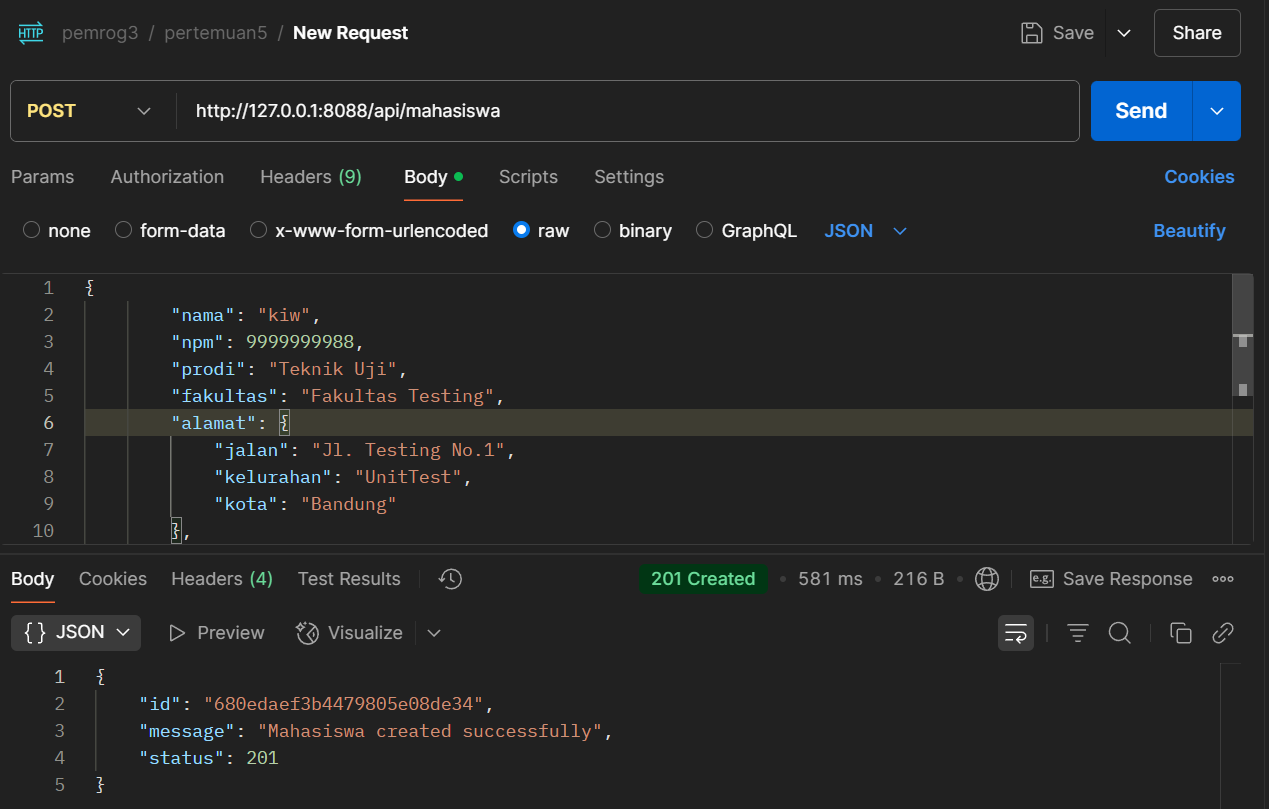 HTTP pemrog3 / pertemuan5 / New Request Save Share
POST http://127.0.0.1:8088/api/mahasiswa Send
Params Authorization Headers (9) Body Scripts Settings Cookies
none form-data x-www-form-urlencoded raw binary GraphQL JSON Beautify
1 {
2 "nama": "kiw",
3 "npm": 9999999988,
4 "prodi": "Teknik Uji",
5 "fakultas": "Fakultas Testing",
6 "alamat": {
7 "jalan": "Jl. Testing No.1",
8 "kelurahan": "UnitTest",
9 "kota": "Bandung"
10 },
Body Cookies Headers (4) Test Results 201 Created • 581 ms • 216 B • e.g. Save Response
{} JSON Preview Visualize
1 {
2 "id": "680edaef3b4479805e08de34",
3 "message": "Mahasiswa created successfully",
4 "status": 201
5 }